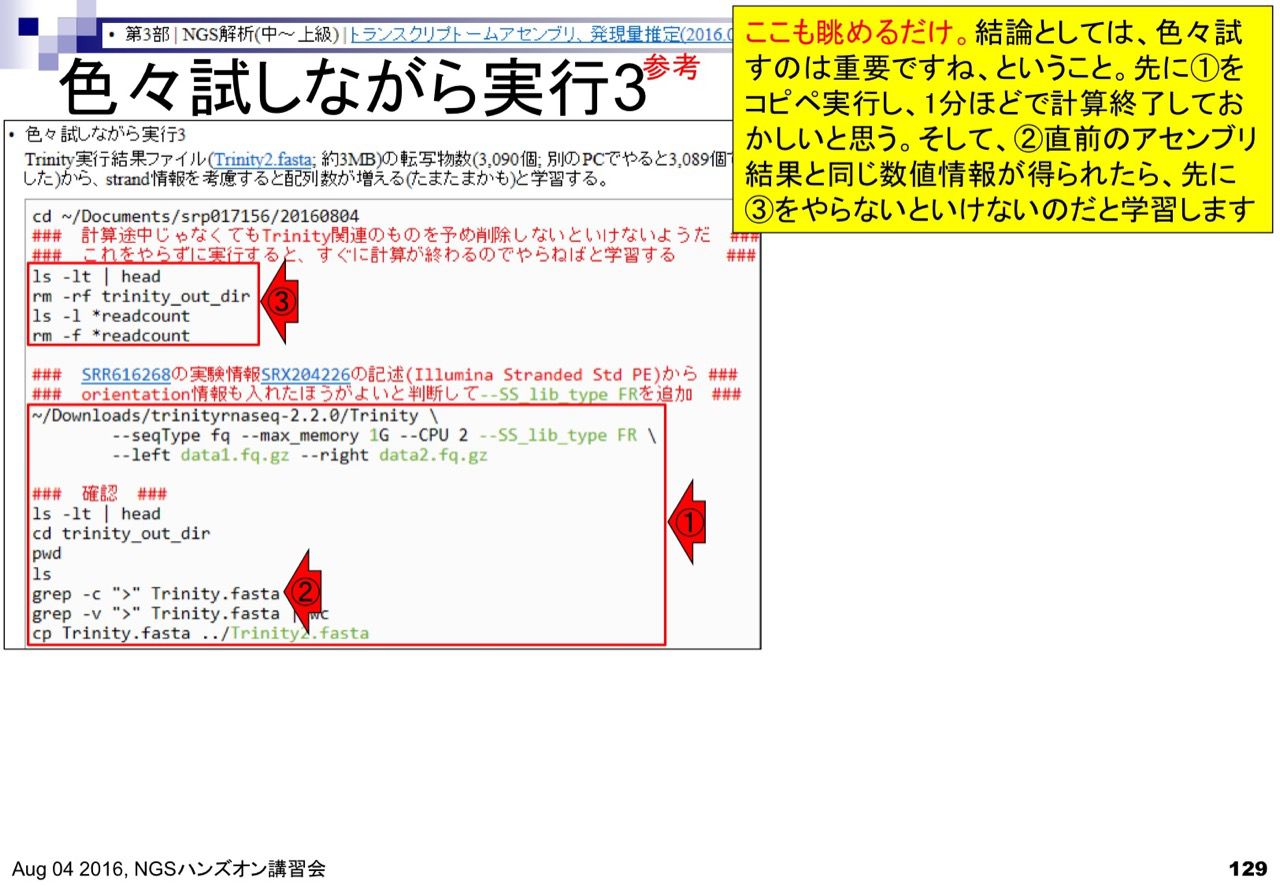 • 第3部 | NGS解析(中～上級) | トランスクリプトームアセンブリ、発現量推定(2016.0
色々試しながら実行3
参考
ここも眺めるだけ。結論としては、色々試
すのは重要ですね、ということ。先に①を
コピペ実行し、1分ほどで計算終了してお
かしいと思う。そして、②直前のアセンブリ
結果と同じ数値情報が得られたら、先に
③をやらないといけないのだと学習します
• 色々試しながら実行3
Trinity実行結果ファイル(Trinity2.fasta; 約3MB)の転写物数(3,090個; 別のPCでやると3,089個で
した)から、strand情報を考慮すると配列数が増える(たまたまかも)と学習する。
cd ~/Documents/srp017156/20160804
### 計算途中じゃなくてもTrinity関連のものを予め削除しないといけないようだ ###
### これをやらずに実行すると、すぐに計算が終わるのでやらねばと学習する ###
ls -lt | head
rm -rf trinity_out_dir
ls -l *readcount
rm -f *readcount
③
### SRR616268の実験情報SRX204226の記述(Illumina Stranded Std PE)から ###
### orientation情報も入れたほうがよいと判断して--SS_lib_type FRを追加 ###
~/Downloads/trinityrnaseq-2.2.0/Trinity \
--seqType fq --max_memory 1G --CPU 2 --SS_lib_type FR \
--left data1.fq.gz --right data2.fq.gz
### 確認 ###
ls -lt | head
cd trinity_out_dir
pwd
ls
grep -c ">" Trinity.fasta
grep -v ">" Trinity.fasta | wc
cp Trinity.fasta ../Trinity2.fasta
①
②
Aug 04 2016, NGSハンズオン講習会
129